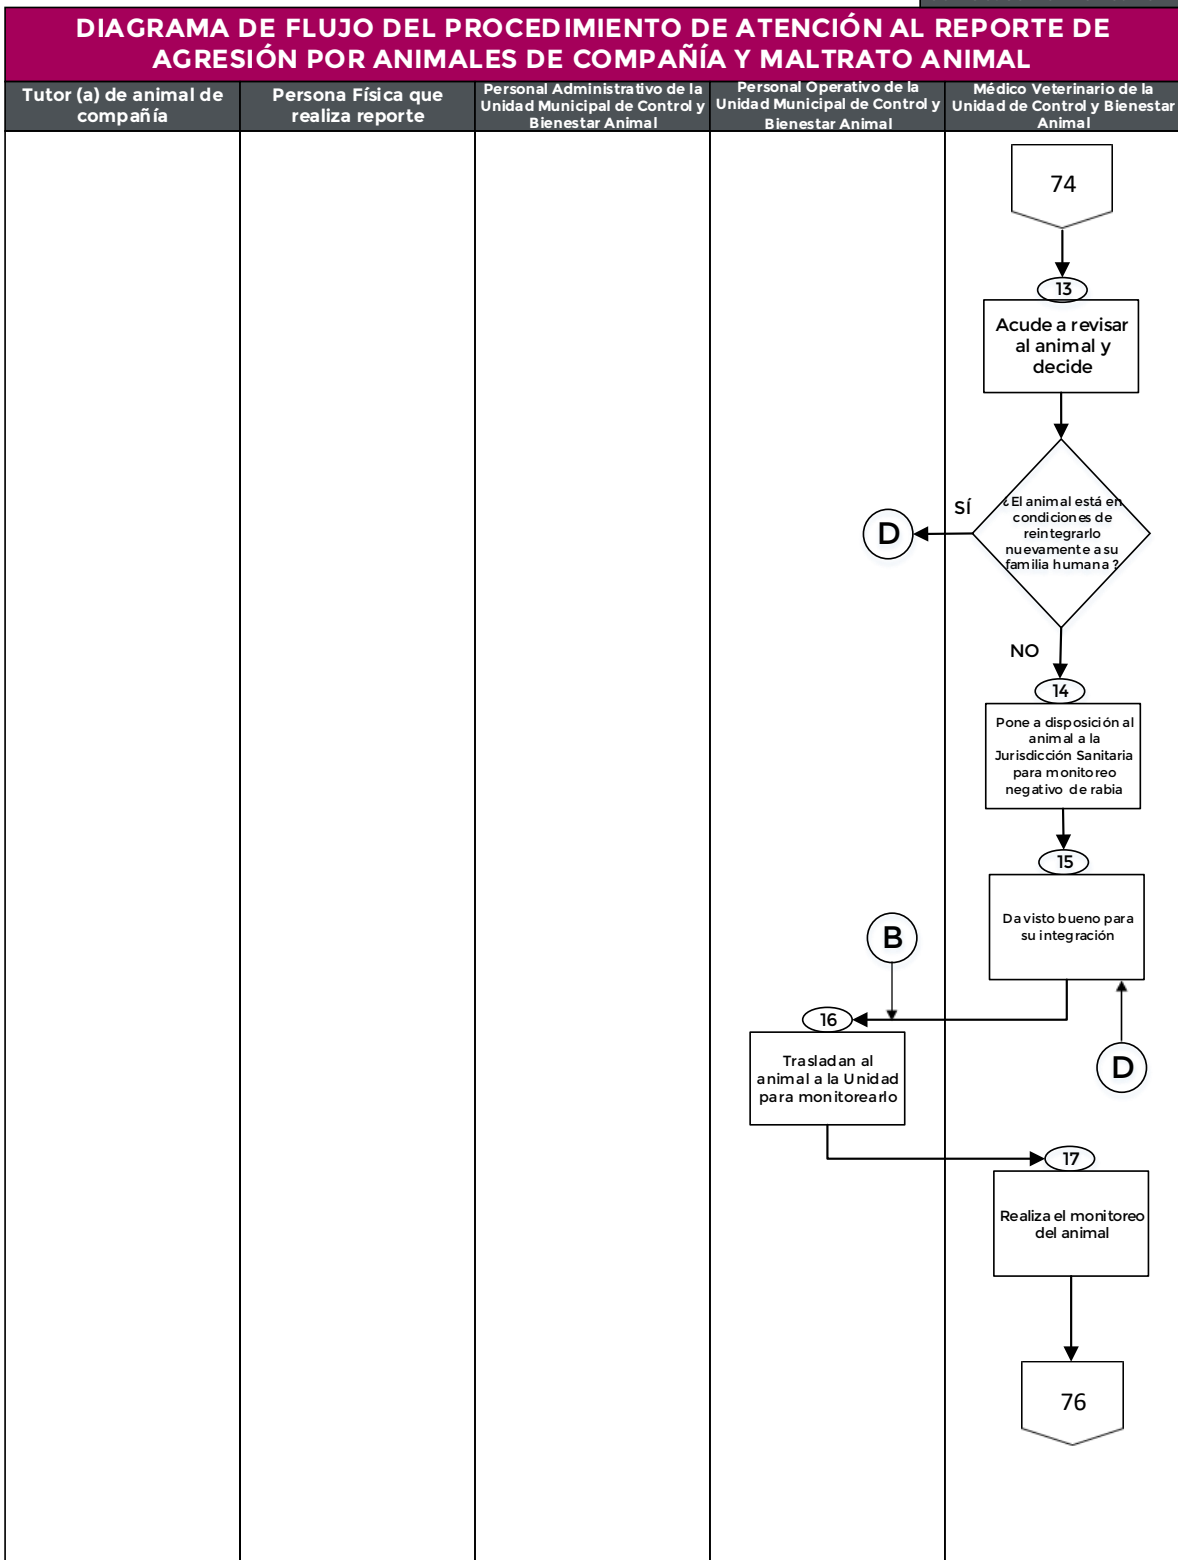 DIAGRAMA DE FLUJO DEL PROCEDIMIENTO DE ATENCIÓN AL REPORTE DE
AGRESIÓN POR ANIMALES DE COMPAÑÍA Y MALTRATO ANIMAL
Tutor (a) de animal de
compañía
Persona Física que
realiza reporte
Personal Administrativo de la
Unidad Municipal de Control y
Bienestar Animal
Personal Operativo de la
Unidad Municipal de Control y
Bienestar Animal
Médico Veterinario de la
Unidad de Control y Bienestar
Animal
74
13
Acude a revisar
al animal y
decide
¿El animal está en
condiciones de
reintegrarlo
nuevamente a su
familia humana?
SÍ
D
NO
14
Pone a disposición al
animal a la
Jurisdicción Sanitaria
para monitoreo
negativo de rabia
15
Da visto bueno para
su integración
B
D
16
Trasladan al
animal a la Unidad
para monitorearlo
17
Realiza el monitoreo
del animal
76